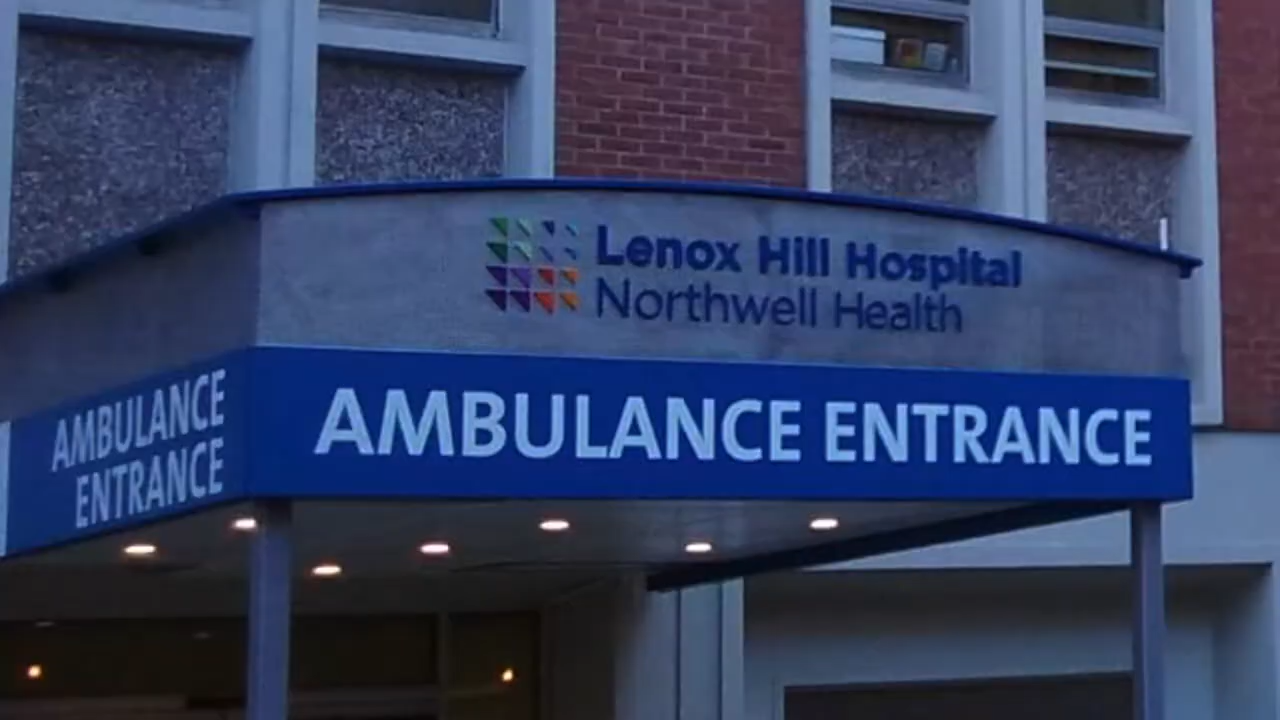 Lenox Hill Hospital
Northwell Health
AMBULANCE
ENTRANCE
AMBULANCE ENTRANCE